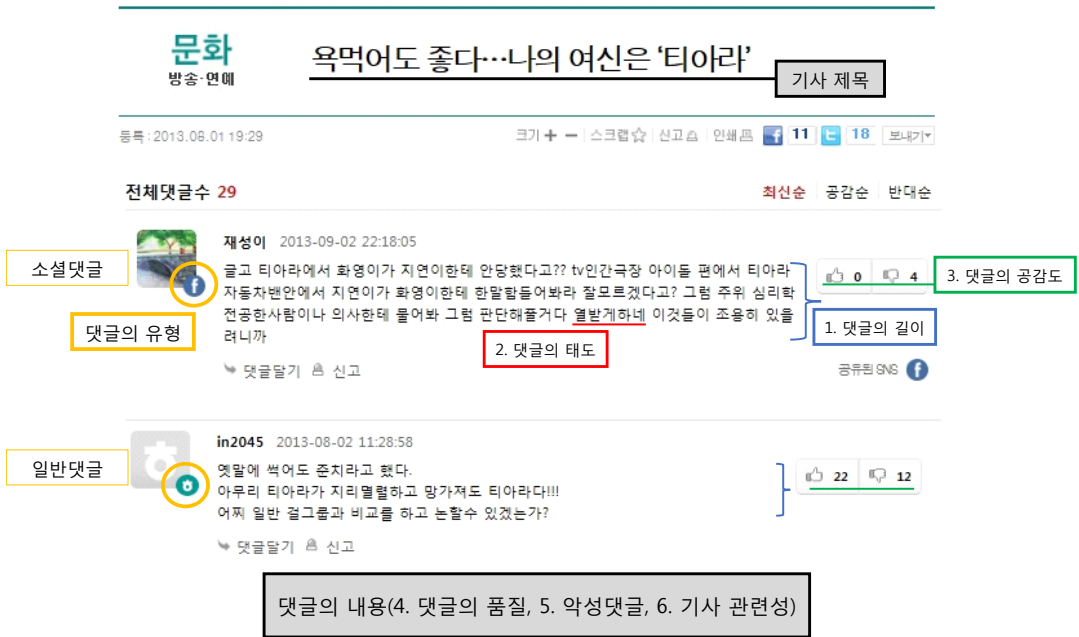 문화
방송·연예
욕먹어도 좋다…나의 여신은 ‘티아라’
기사 제목
등록 : 2013.08.01 19:29
크기 + - 스크랩 신고 인쇄 11 18 보내기
전체댓글수 29
최신순 공감순 반대순
소셜댓글
댓글의 유형
재성이 2013-09-02 22:18:05
글고 티아라에서 화영이가 지연이한테 안당했다고?? tv인간극장 아이돌 편에서 티아라
자동차밴안에서 지연이가 화영이한테 한말함들어봐라 잘모르겠다고? 그럼 주위 심리학
전공한사람이나 의사한테 물어봐 그럼 판단해줄거다 열받게하네 이것들이 조용히 있을
려니까
0 4
3. 댓글의 공감도
1. 댓글의 길이
2. 댓글의 태도
댓글달기 신고
공유된 SNS
일반댓글
in2045 2013-08-02 11:28:58
옛말에 썩어도 준치라고 했다.
아무리 티아라가 지리멸렬하고 망가져도 티아라다!!!
어찌 일반 걸그룹과 비교를 하고 논할수 있겠는가?
22 12
댓글달기 신고
댓글의 내용(4. 댓글의 품질, 5. 악성댓글, 6. 기사 관련성)